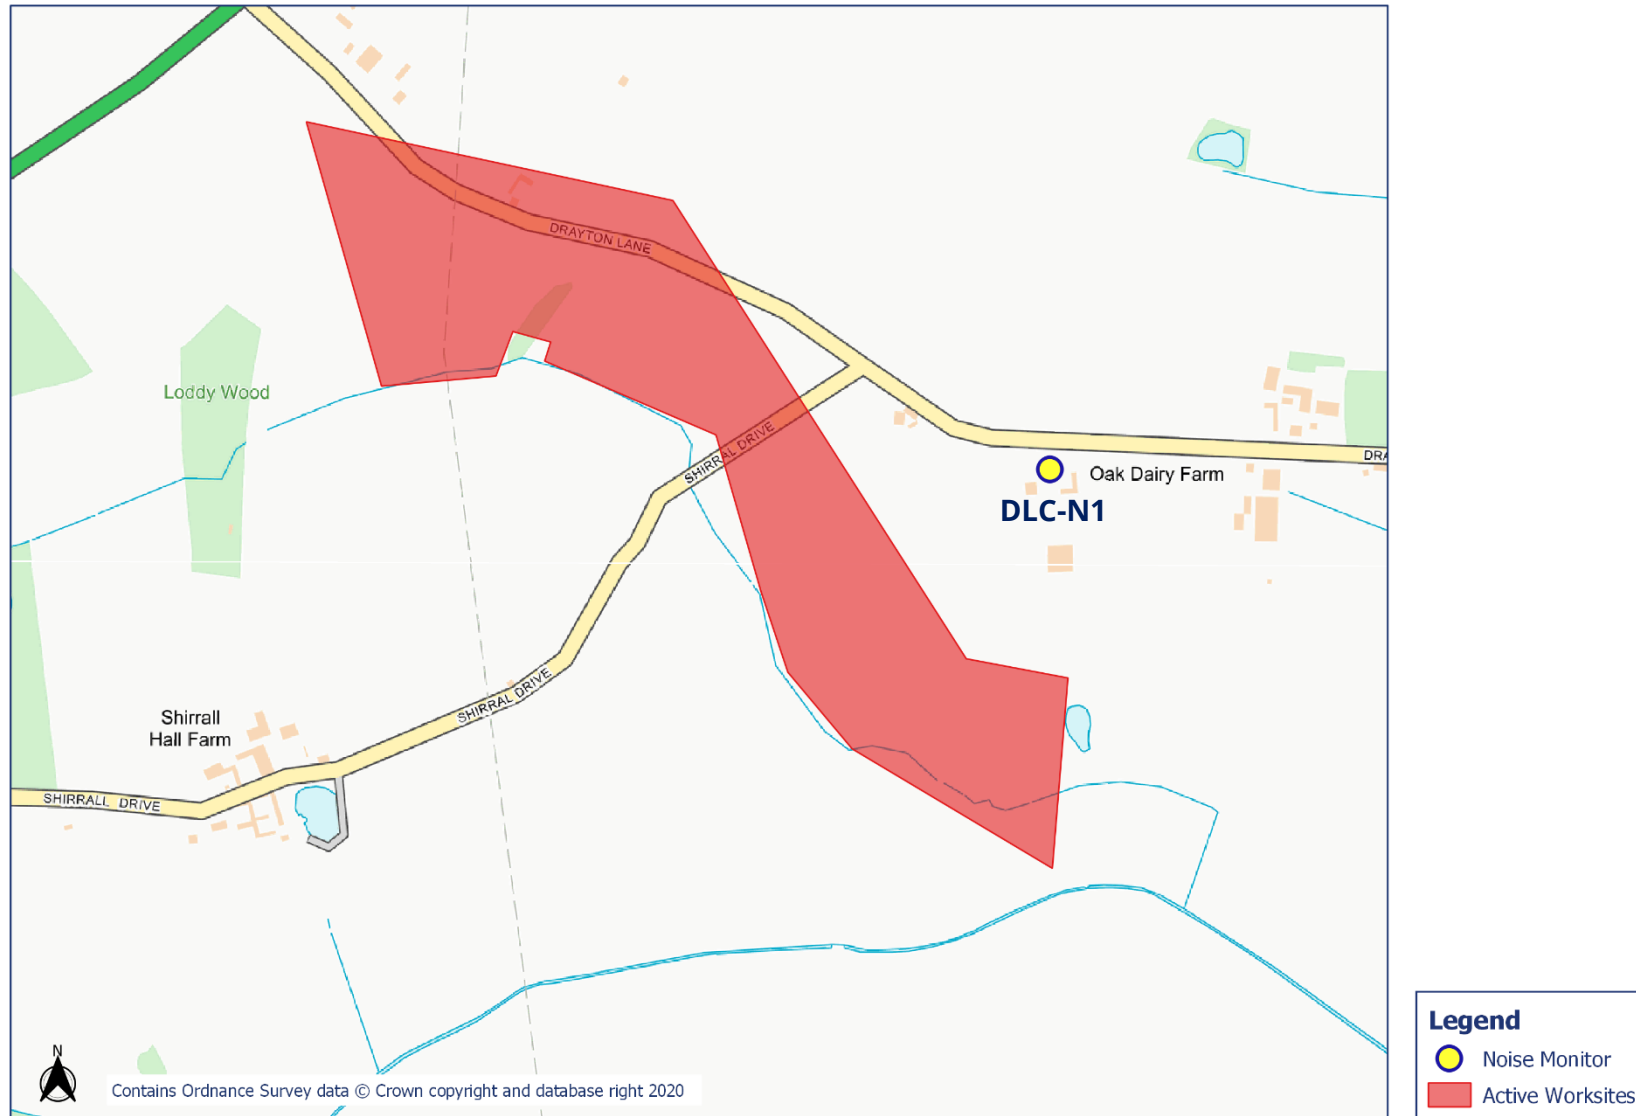 DRAYTON LANE
Loddy Wood
SHIRRAL DRIVE
DRA
Oak Dairy Farm
DLC-N1
SHIRRAL DRIVE
Shirrall
Hall Farm
SHIRRALL DRIVE
N
Contains Ordnance Survey data © Crown copyright and database right 2020
Legend
Noise Monitor
Active Worksites